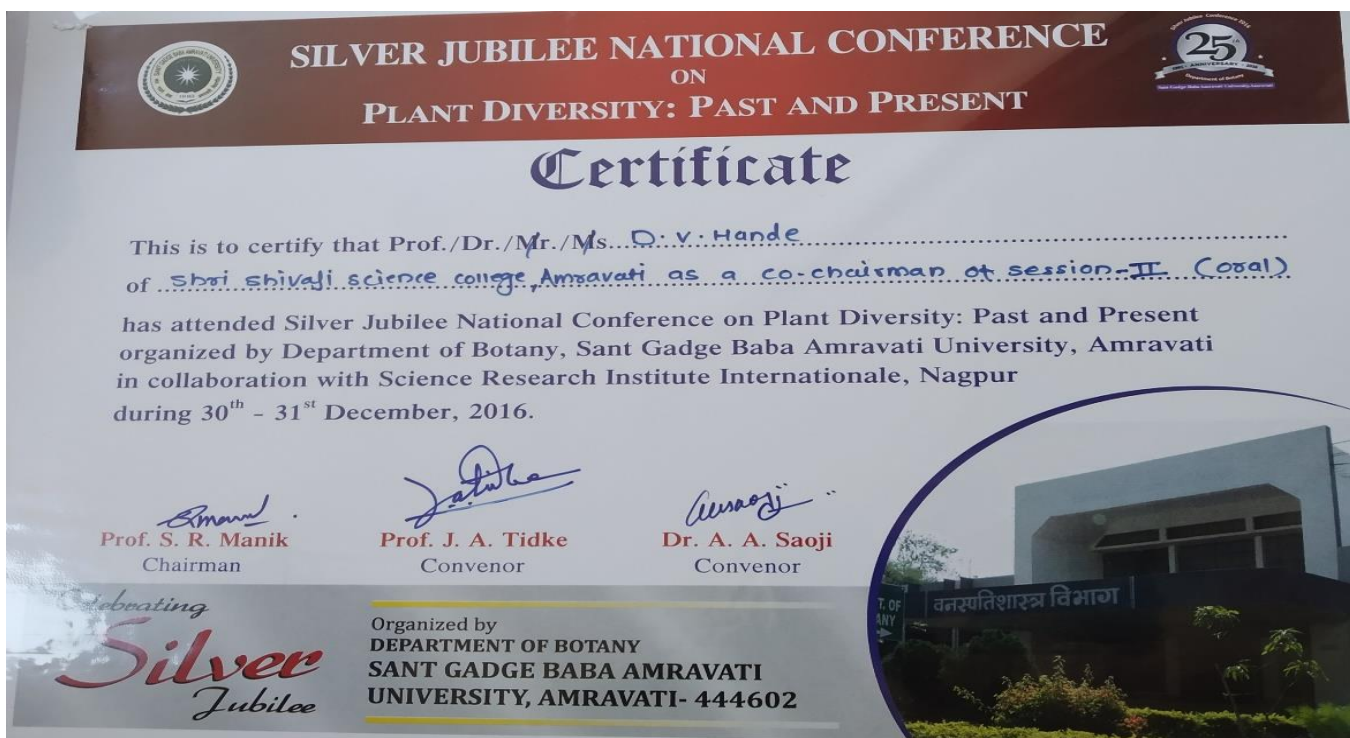 SILVER JUBILEE NATIONAL CONFERENCE
ON
PLANT DIVERSITY: PAST AND PRESENT
25th
Certificate
This is to certify that Prof./Dr./Mr./Ms. D. V. Hande
of Shri Shivaji science college, Amravati as a co-chairman of session-II (oral)
has attended Silver Jubilee National Conference on Plant Diversity: Past and Present
organized by Department of Botany, Sant Gadge Baba Amravati University, Amravati
in collaboration with Science Research Institute Internationale, Nagpur
during 30th - 31st December, 2016.
Prof. S. R. Manik
Chairman
Prof. J. A. Tidke
Convenor
Dr. A. A. Saoji
Convenor
T. OF
ANY
वनस्पतिशास्त्र विभाग
Celebrating
Silver
Jubilee
Organized by
DEPARTMENT OF BOTANY
SANT GADGE BABA AMRAVATI
UNIVERSITY, AMRAVATI- 444602